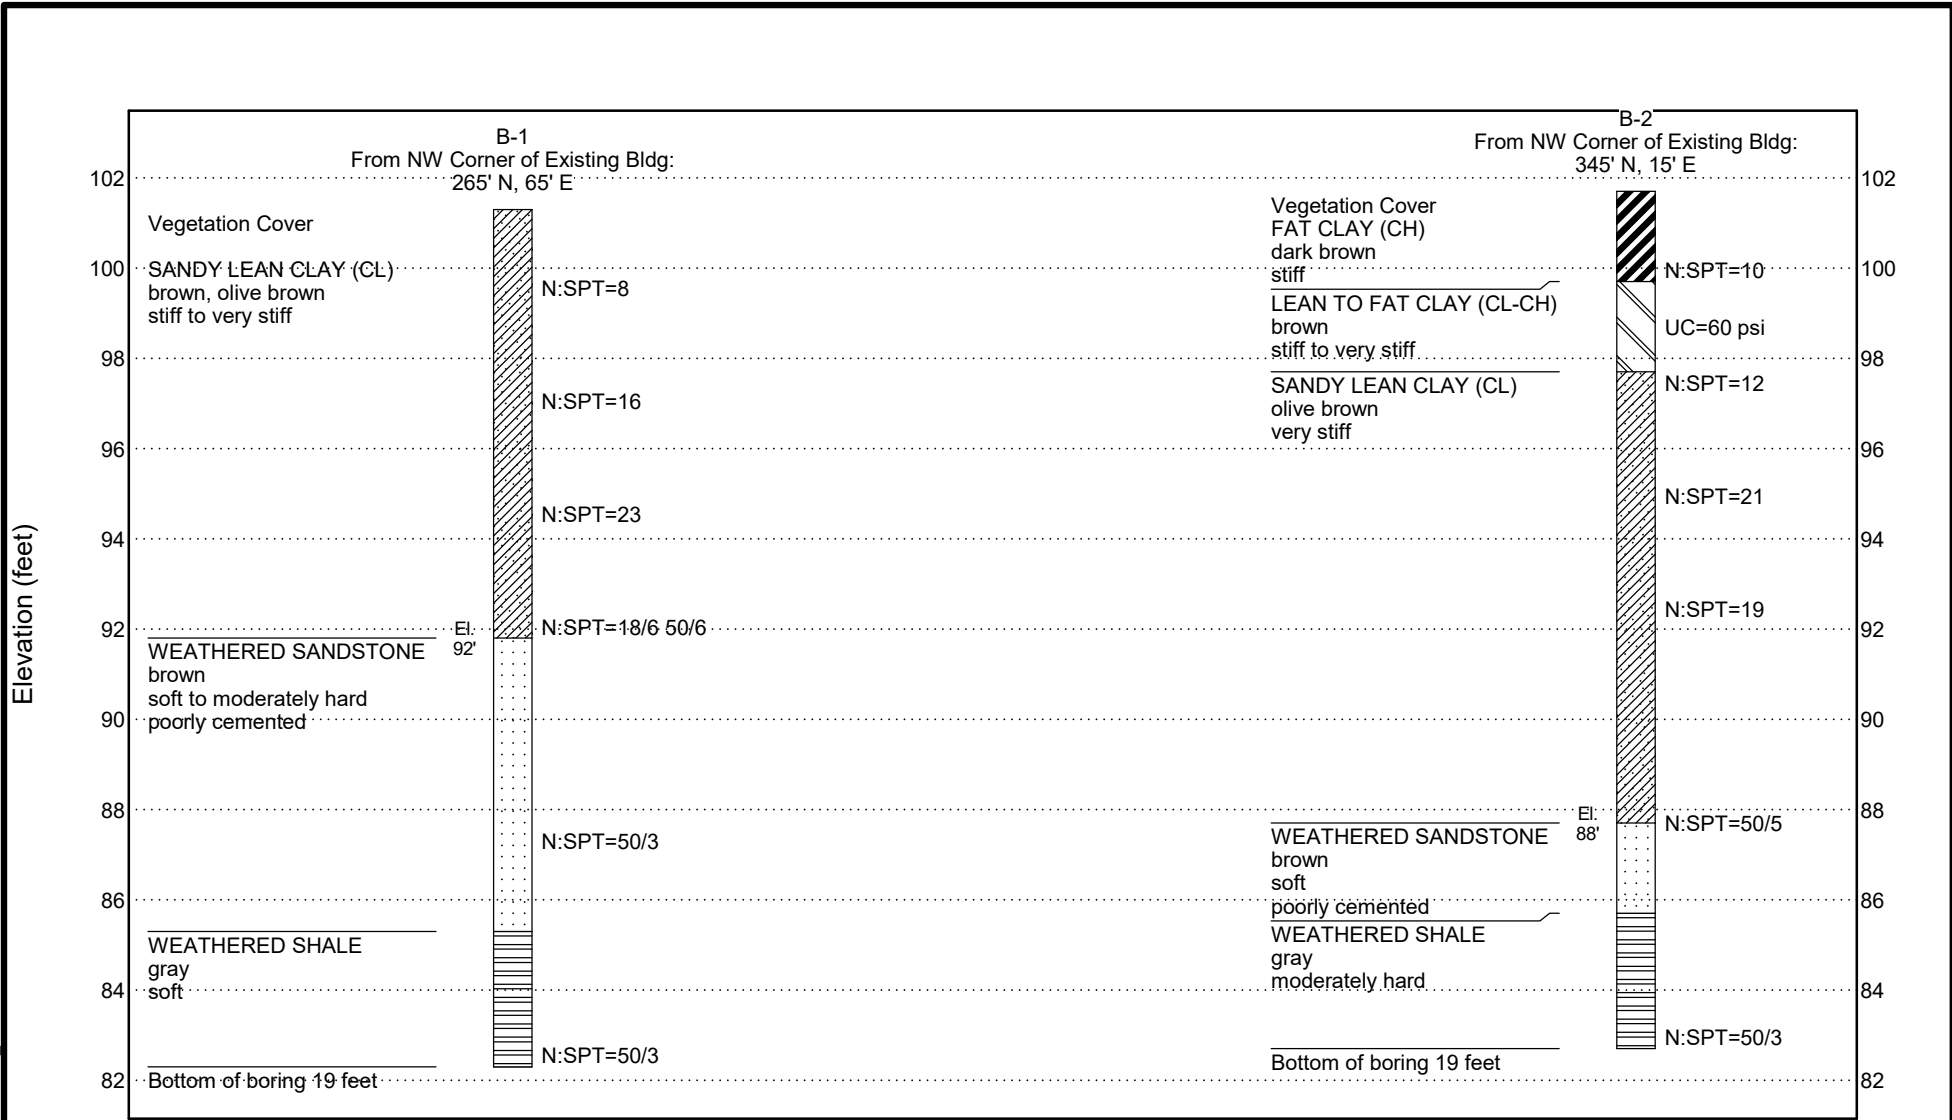 B-1
From NW Corner of Existing Bldg:
265' N, 65' E
B-2
From NW Corner of Existing Bldg:
345' N, 15' E
Elevation (feet)
102
100
98
96
94
92
90
88
86
84
82
Vegetation Cover
SANDY LEAN CLAY (CL)
brown, olive brown
stiff to very stiff
WEATHERED SANDSTONE
brown
soft to moderately hard
poorly cemented
WEATHERED SHALE
gray
soft
Bottom of boring 19 feet
El.
92'
N:SPT=8
N:SPT=16
N:SPT=23
N:SPT=18/6 50/6
N:SPT=50/3
N:SPT=50/3
Vegetation Cover
FAT CLAY (CH)
dark brown
stiff
LEAN TO FAT CLAY (CL-CH)
brown
stiff to very stiff
SANDY LEAN CLAY (CL)
olive brown
very stiff
WEATHERED SANDSTONE
brown
soft
poorly cemented
WEATHERED SHALE
gray
moderately hard
Bottom of boring 19 feet
El.
88'
N:SPT=10
UC=60 psi
N:SPT=12
N:SPT=21
N:SPT=19
N:SPT=50/5
N:SPT=50/3
102
100
98
96
94
92
90
88
86
84
82